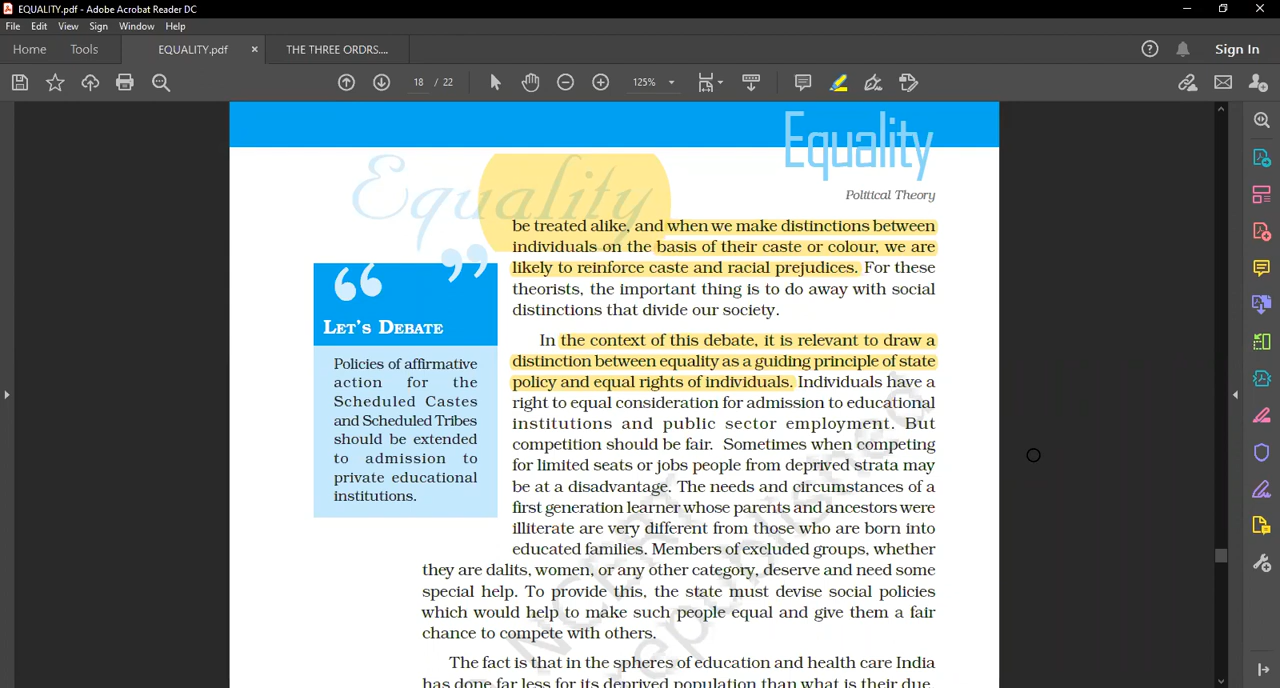 EQUALITY.pdf - Adobe Acrobat Reader DC
File Edit View Sign Window Help
Home Tools EQUALITY.pdf × THE THREE ORDRS.... Sign In
18 / 22 125%
Equality
Equality
Political Theory
be treated alike, and when we make distinctions between
individuals on the basis of their caste or colour, we are
likely to reinforce caste and racial prejudices. For these
theorists, the important thing is to do away with social
distinctions that divide our society.
“ ”
LET'S DEBATE
Policies of affirmative
action for the
Scheduled Castes
and Scheduled Tribes
should be extended
to admission to
private educational
institutions.
In the context of this debate, it is relevant to draw a
distinction between equality as a guiding principle of state
policy and equal rights of individuals. Individuals have a
right to equal consideration for admission to educational
institutions and public sector employment. But
competition should be fair. Sometimes when competing
for limited seats or jobs people from deprived strata may
be at a disadvantage. The needs and circumstances of a
first generation learner whose parents and ancestors were
illiterate are very different from those who are born into
educated families. Members of excluded groups, whether
they are dalits, women, or any other category, deserve and need some
special help. To provide this, the state must devise social policies
which would help to make such people equal and give them a fair
chance to compete with others.
The fact is that in the spheres of education and health care India
has done far less for its deprived population than what is their due.
NCERT
republished